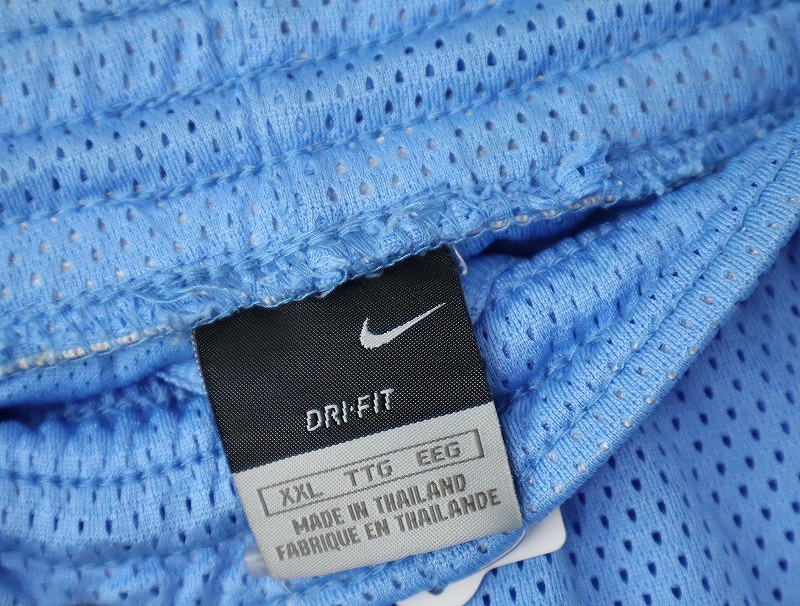 DRI-FIT
XXL TTG EEG
MADE IN THAILAND
FABRIQUE EN THAILANDE